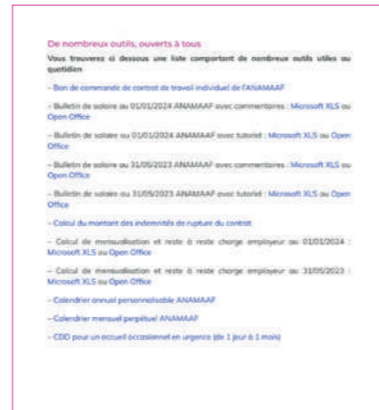 De nombreux outils, ouverts à tous
Vous trouverez ci dessous une liste comportant de nombreux outils utiles au
quotidien
– Bon de commande de contrat de travail individuel de l'ANAMAAF
– Bulletin de salaire au 01/01/2024 ANAMAAF avec commentaires : Microsoft XLS ou
Open Office
– Bulletin de salaire au 01/01/2024 ANAMAAF avec tutoriel : Microsoft XLS ou Open
Office
– Bulletin de salaire au 31/05/2023 ANAMAAF avec commentaires : Microsoft XLS ou
Open Office
– Bulletin de salaire au 31/05/2023 ANAMAAF avec tutoriel : Microsoft XLS ou Open
Office
– Calcul du montant des indemnités de rupture du contrat
– Calcul de mensualisation et reste à reste charge employeur au 01/01/2024 :
Microsoft XLS ou Open Office
– Calcul de mensualisation et reste à reste charge employeur au 31/05/2023 :
Microsoft XLS ou Open Office
– Calendrier annuel personnalisable ANAMAAF
– Calendrier mensuel perpétuel ANAMAAF
– CDD pour un accueil occasionnel en urgence (de 1 jour à 1 mois)